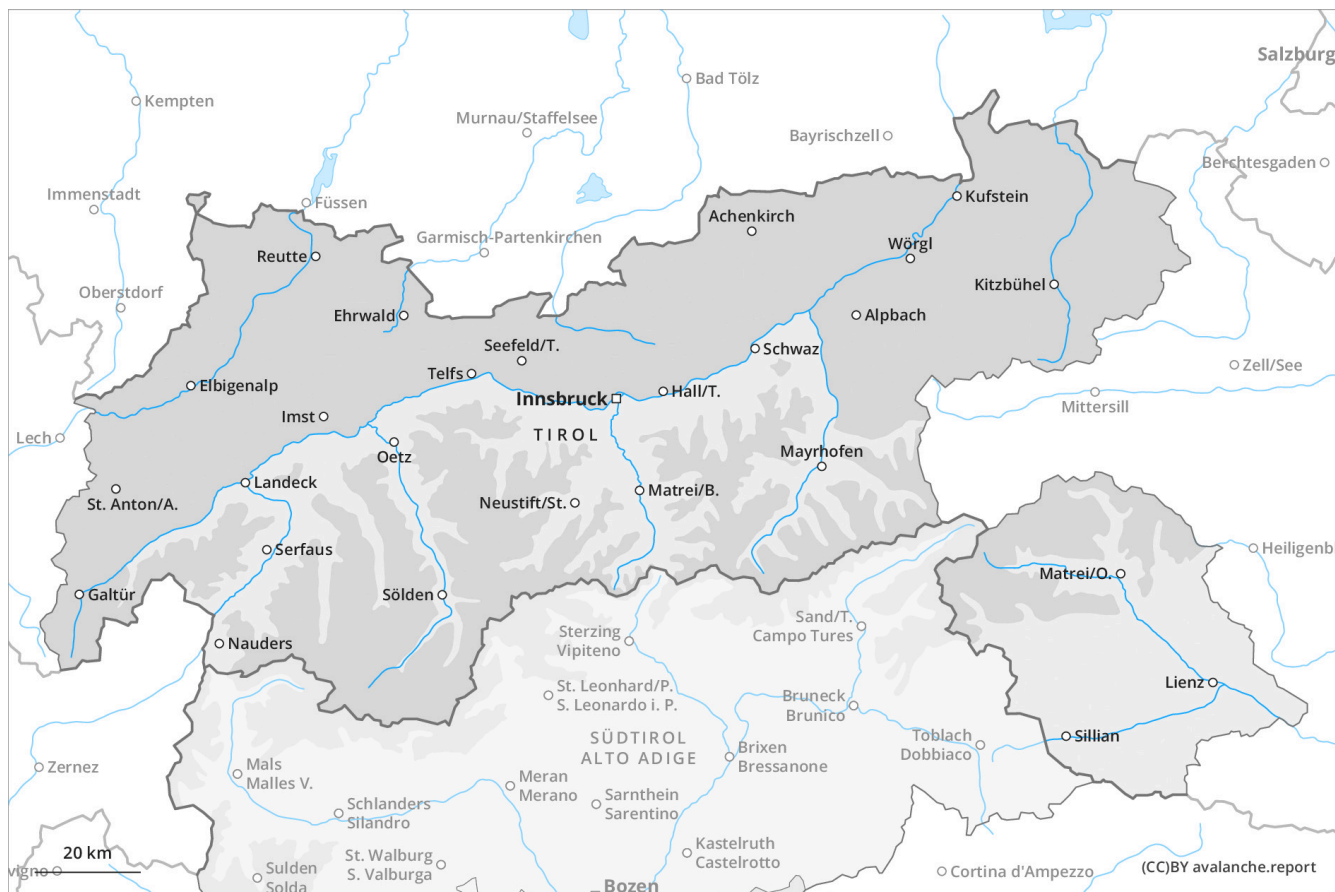 Salzburg
Bad Tölz
Kempten
Murnau/Staffelsee
Bayrischzell
Berchtesgaden
Immenstadt
Füssen
Kufstein
Achenkirch
Garmisch-Partenkirchen
Wörgl
Reutte
Kitzbühel
Oberstdorf
Ehrwald
Alpbach
Seefeld/T.
Schwaz
Zell/See
Telfs
Elbigenalp
Hall/T.
Innsbruck
Mittersill
Imst
TIROL
Lech
Oetz
Mayrhofen
Landeck
Matrei/B.
St. Anton/A.
Neustift/St.
Serfaus
Heiligenb
Matrei/O.
Galtür
Sölden
Sand/T.
Campo Tures
Sterzing
Vipiteno
Nauders
Lienz
St. Leonhard/P.
S. Leonardo i. P.
Bruneck
Brunico
SÜDTIROL
ALTO ADIGE
Sillian
Toblach
Dobbiaco
Brixen
Bressanone
Zernez
Mals
Malles V.
Meran
Merano
Sarnthein
Sarentino
Schlanders
Silandro
Kastelruth
Castelrotto
20 km
St. Walburg
S. Valburga
vigno
Sulden
Solda
Cortina d'Ampezzo
(CC)BY avalanche.report
Bozen